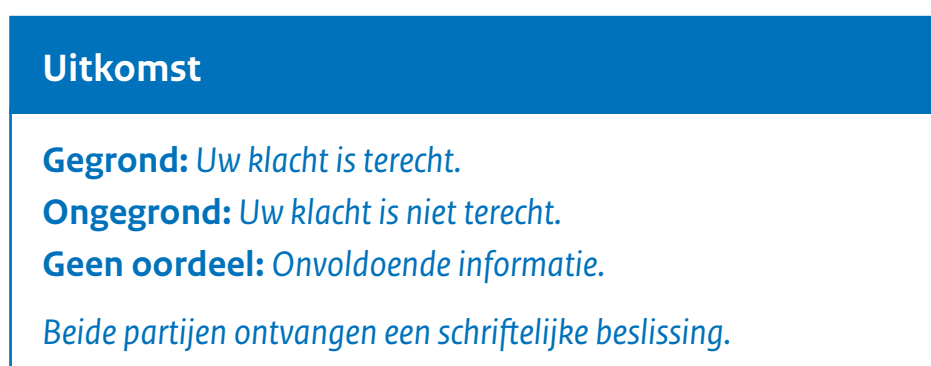 Uitkomst
Gegrond: Uw klacht is terecht.
Ongegrond: Uw klacht is niet terecht.
Geen oordeel: Onvoldoende informatie.
Beide partijen ontvangen een schriftelijke beslissing.